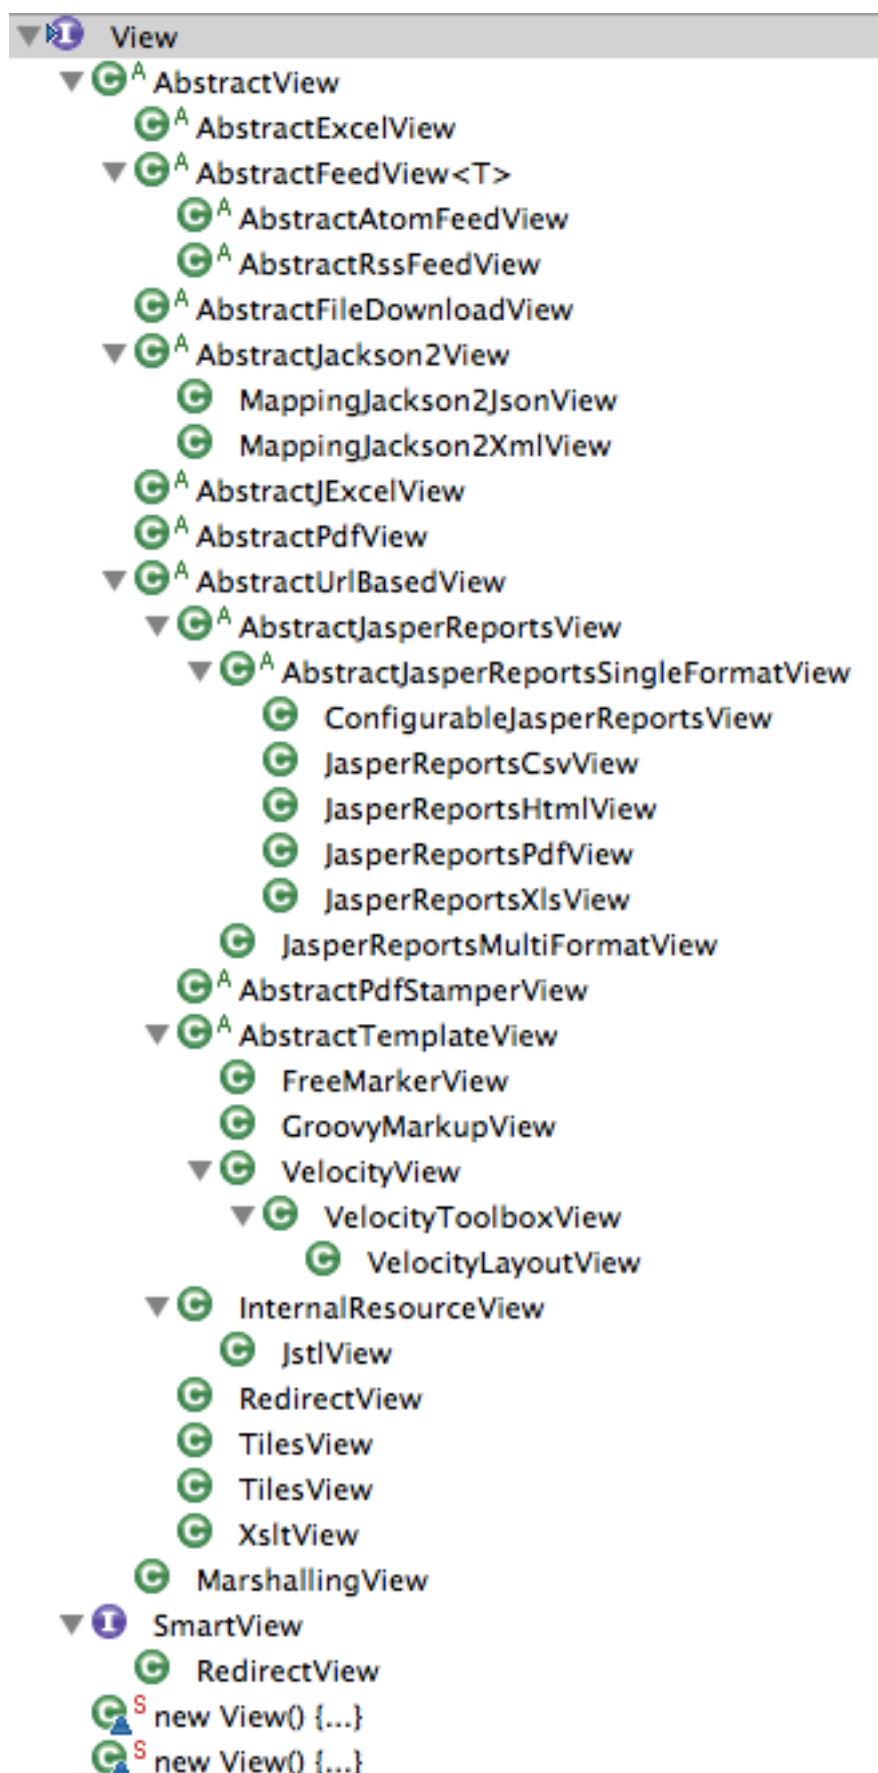 View
A AbstractView
A AbstractExcelView
A AbstractFeedView<T>
A AbstractAtomFeedView
A AbstractRssFeedView
A AbstractFileDownloadView
A AbstractJackson2View
MappingJackson2JsonView
MappingJackson2XmlView
A AbstractJExcelView
A AbstractPdfView
A AbstractUrlBasedView
A AbstractJasperReportsView
A AbstractJasperReportsSingleFormatView
ConfigurableJasperReportsView
JasperReportsCsvView
JasperReportsHtmlView
JasperReportsPdfView
JasperReportsXlsView
JasperReportsMultiFormatView
A AbstractPdfStamperView
A AbstractTemplateView
FreeMarkerView
GroovyMarkupView
VelocityView
VelocityToolboxView
VelocityLayoutView
InternalResourceView
JstlView
RedirectView
TilesView
TilesView
XsltView
MarshallingView
SmartView
RedirectView
S new View() {...}
S new View() {...}